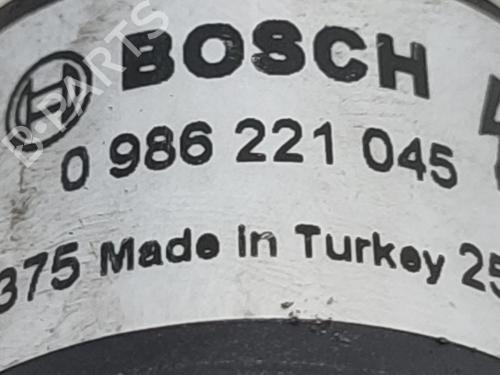 BOSCH
0 986 221 045
375 Made in Turkey 25
B-PARTS